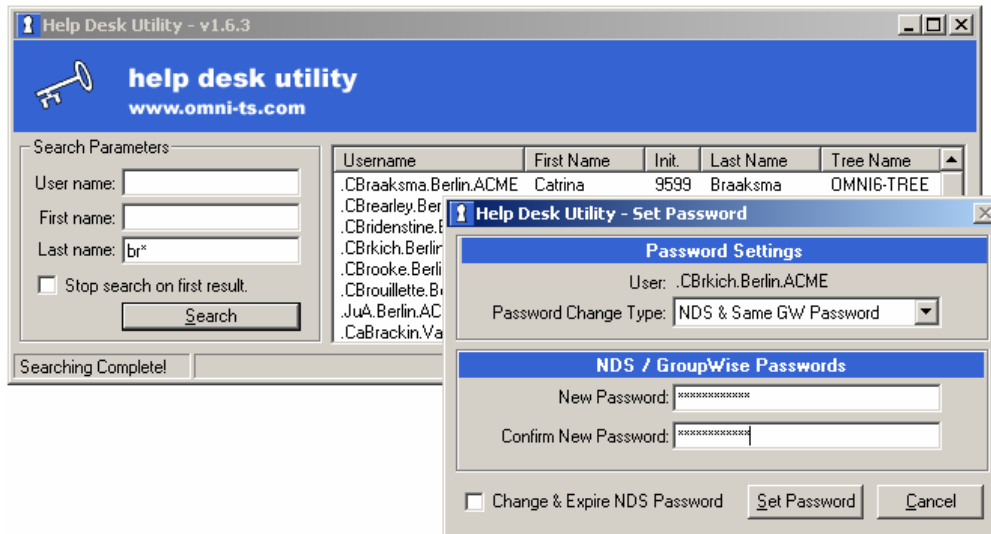 Help Desk Utility - v1.6.3
help desk utility
www.omni-ts.com
Search Parameters
User name:
First name:
Last name: br*
Stop search on first result.
Search
Username First Name Init. Last Name Tree Name
.CBraaksma.Berlin.ACME Catrina 9599 Braaksma OMNI6-TREE
.CBrearley.Ber
.CBridenstine.B
.CBrkich.Berlin
.CBrooke.Berli
.CBrouillette.Be
.JuA.Berlin.AC
.CaBrackin.Va
Searching Complete!
Help Desk Utility - Set Password
Password Settings
User: .CBrkich.Berlin.ACME
Password Change Type: NDS & Same GW Password
NDS / GroupWise Passwords
New Password: ************
Confirm New Password: ************
Change & Expire NDS Password
Set Password
Cancel